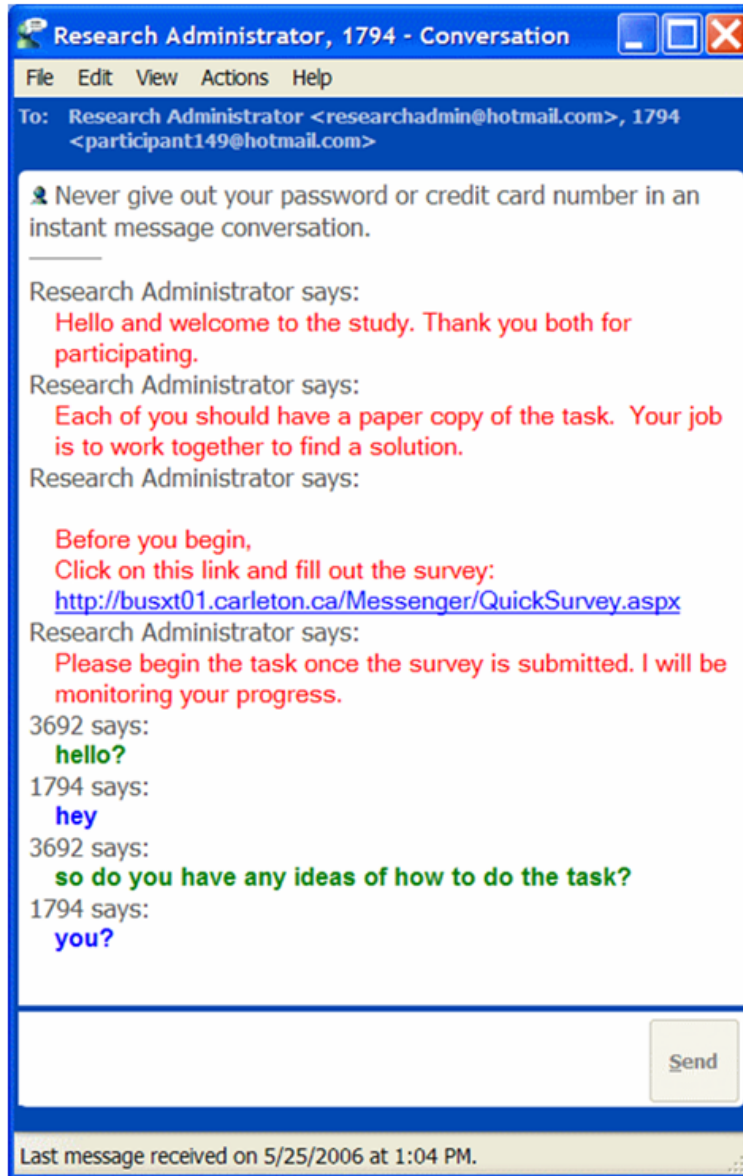 Research Administrator, 1794 - Conversation
File Edit View Actions Help
To: Research Administrator <researchadmin@hotmail.com>, 1794
<participant149@hotmail.com>
Never give out your password or credit card number in an
instant message conversation.
Research Administrator says:
Hello and welcome to the study. Thank you both for
participating.
Research Administrator says:
Each of you should have a paper copy of the task. Your job
is to work together to find a solution.
Research Administrator says:
Before you begin,
Click on this link and fill out the survey:
http://busxt01.carleton.ca/Messenger/QuickSurvey.aspx
Research Administrator says:
Please begin the task once the survey is submitted. I will be
monitoring your progress.
3692 says:
hello?
1794 says:
hey
3692 says:
so do you have any ideas of how to do the task?
1794 says:
you?
Send
Last message received on 5/25/2006 at 1:04 PM.